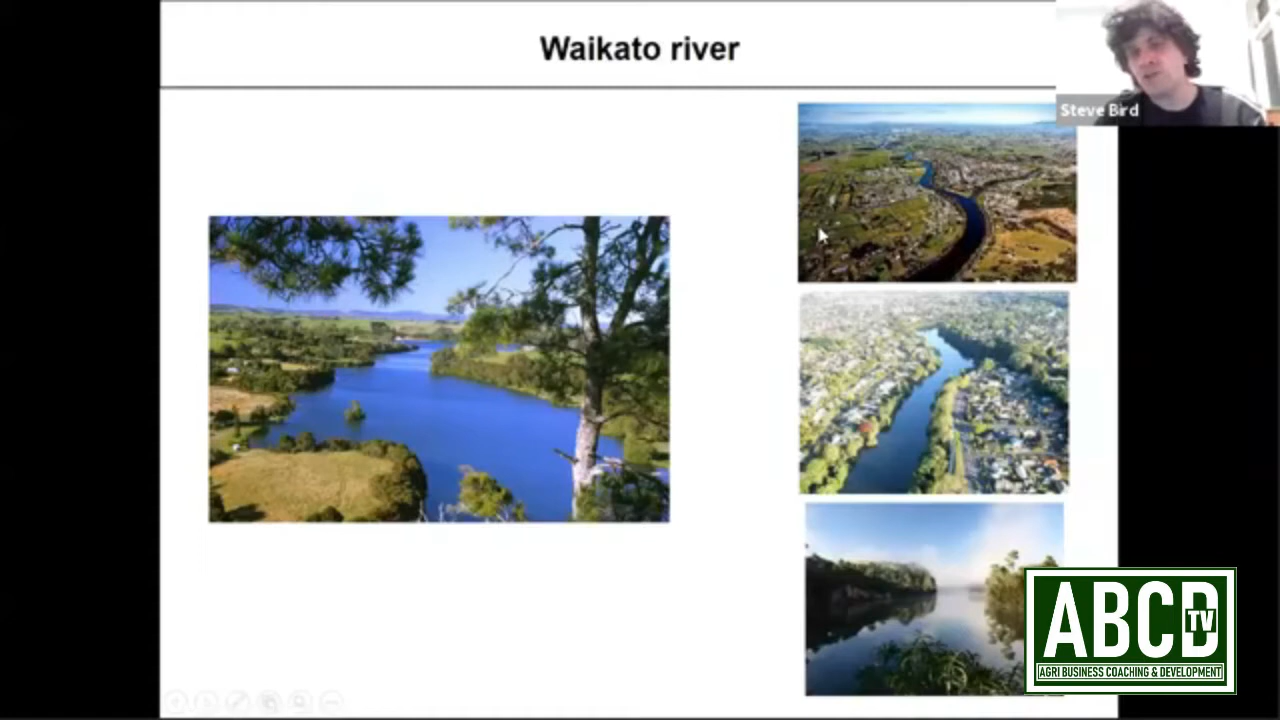 Waikato river
Steve Bird
ABCD
TV
AGRI BUSINESS COACHING & DEVELOPMENT